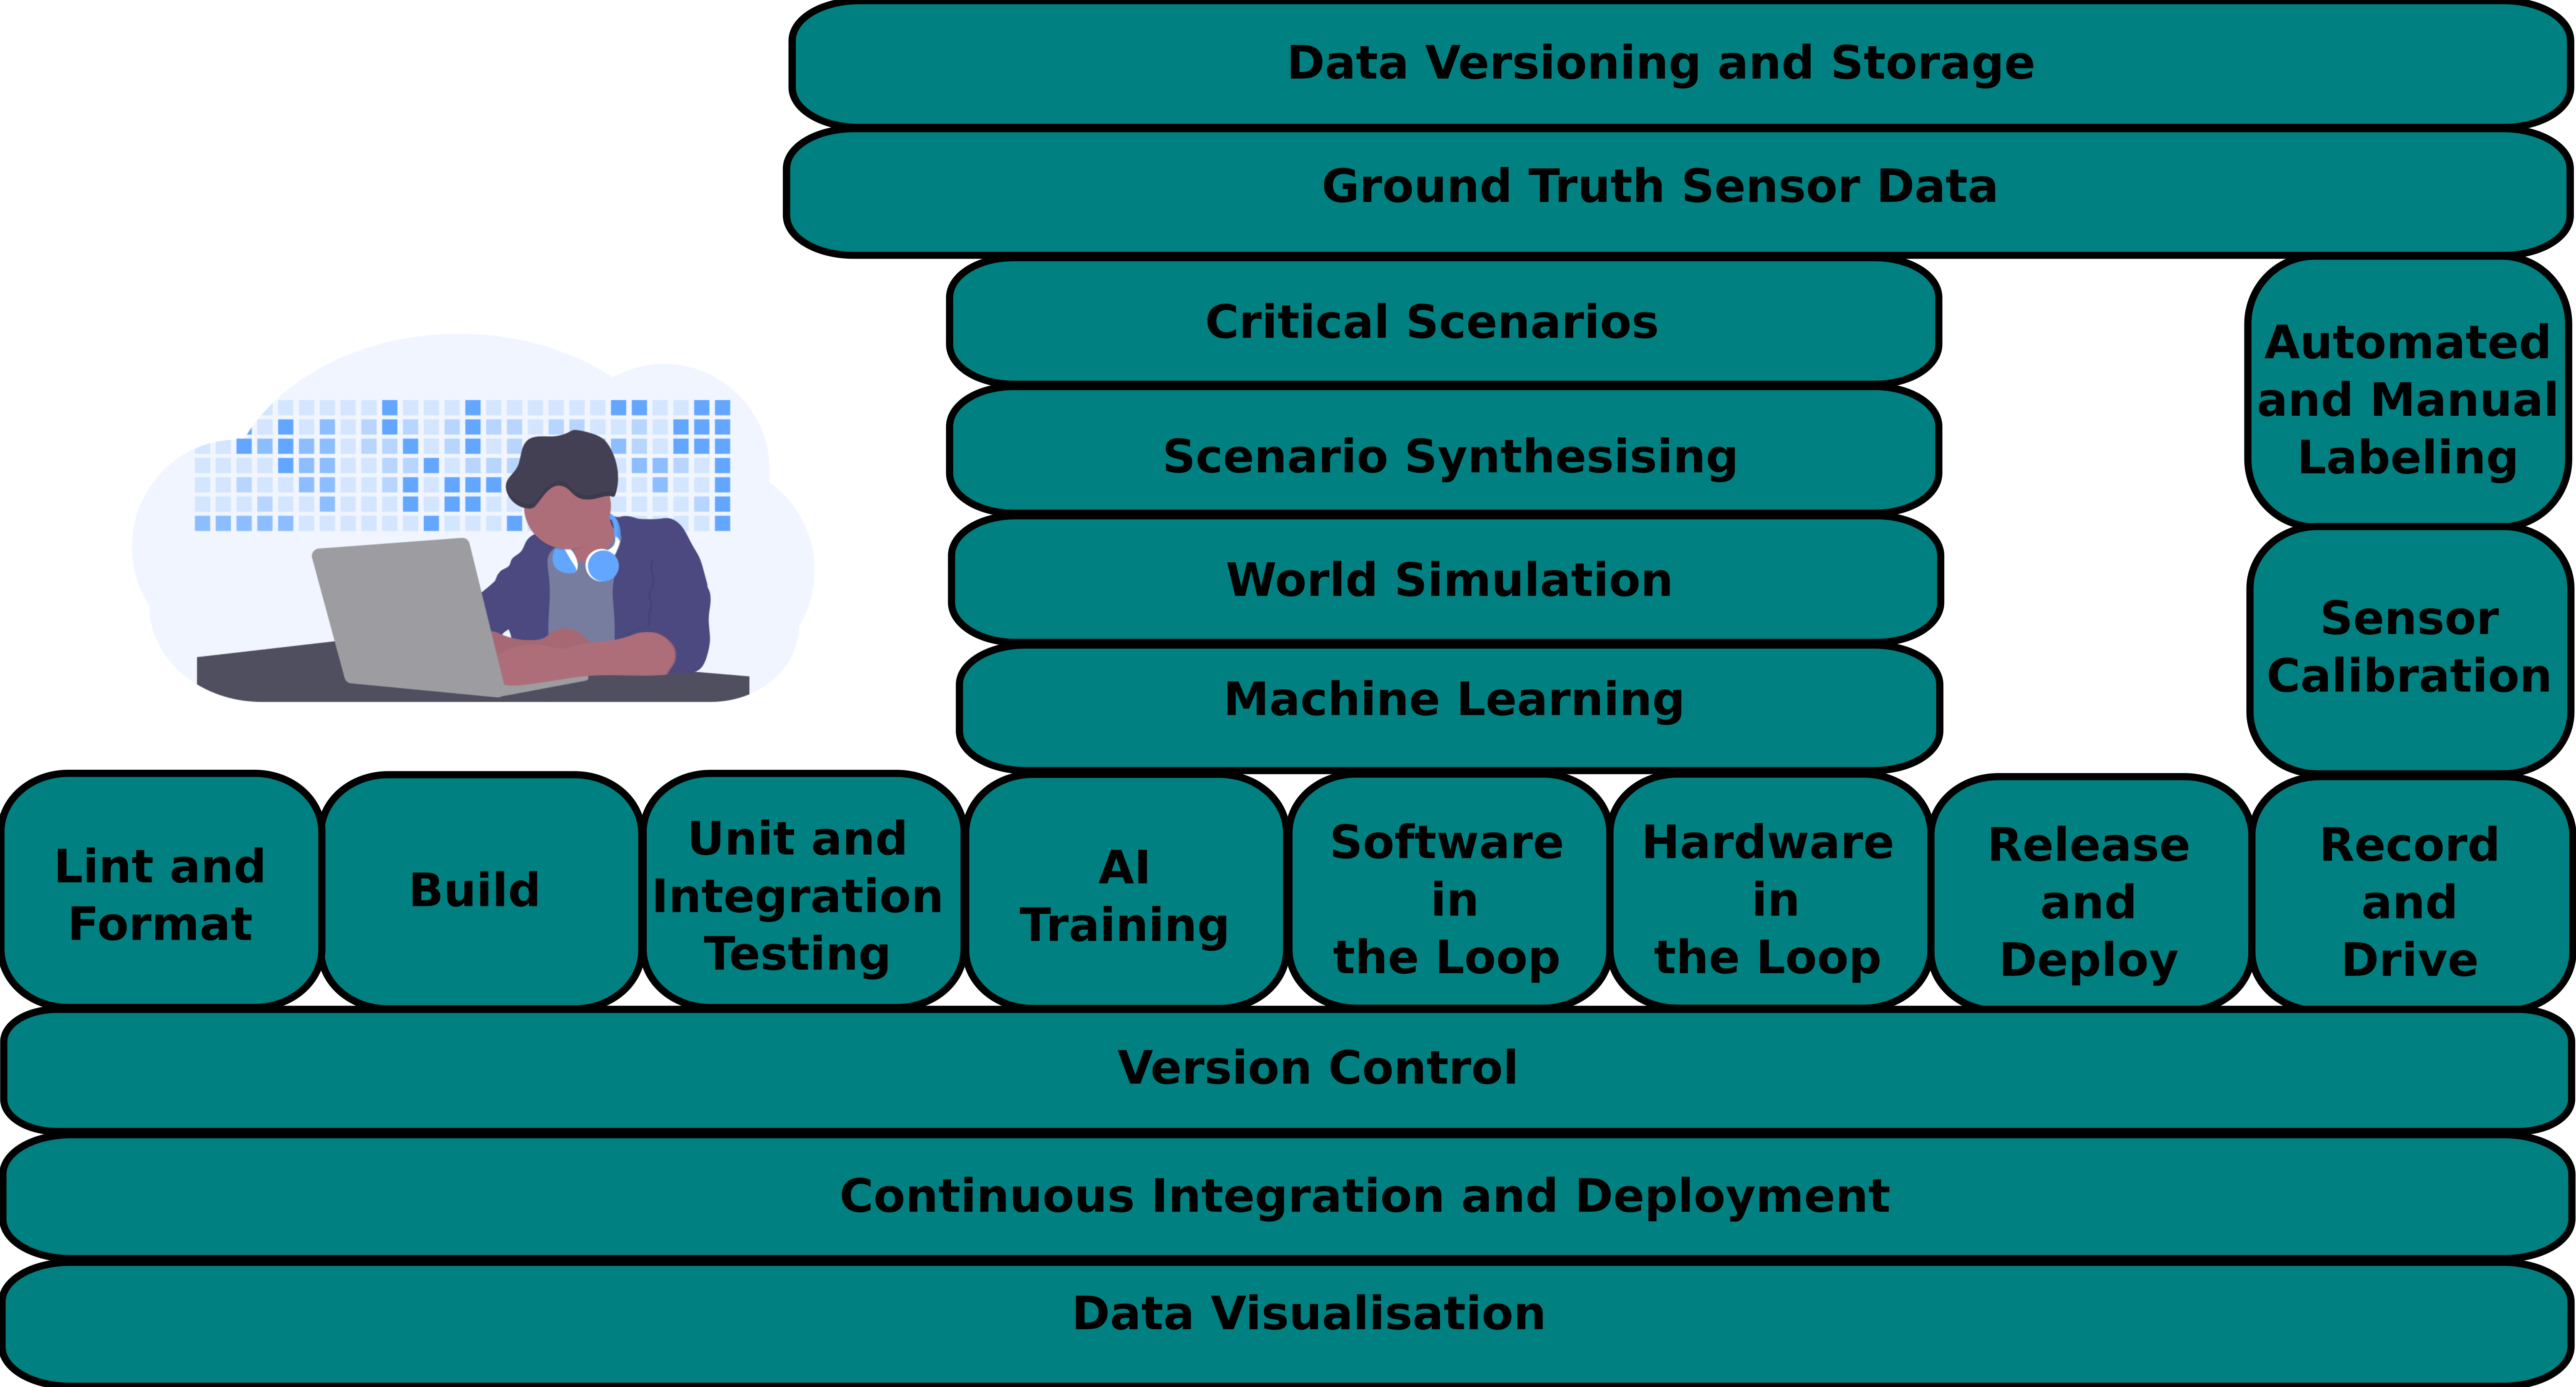 Data Versioning and Storage
Ground Truth Sensor Data
Critical Scenarios
Scenario Synthesising
World Simulation
Machine Learning
Automated
and Manual
Labeling
Sensor
Calibration
Lint and
Format
Build
Unit and
Integration
Testing
AI
Training
Software
in
the Loop
Hardware
in
the Loop
Release
and
Deploy
Record
and
Drive
Version Control
Continuous Integration and Deployment
Data Visualisation